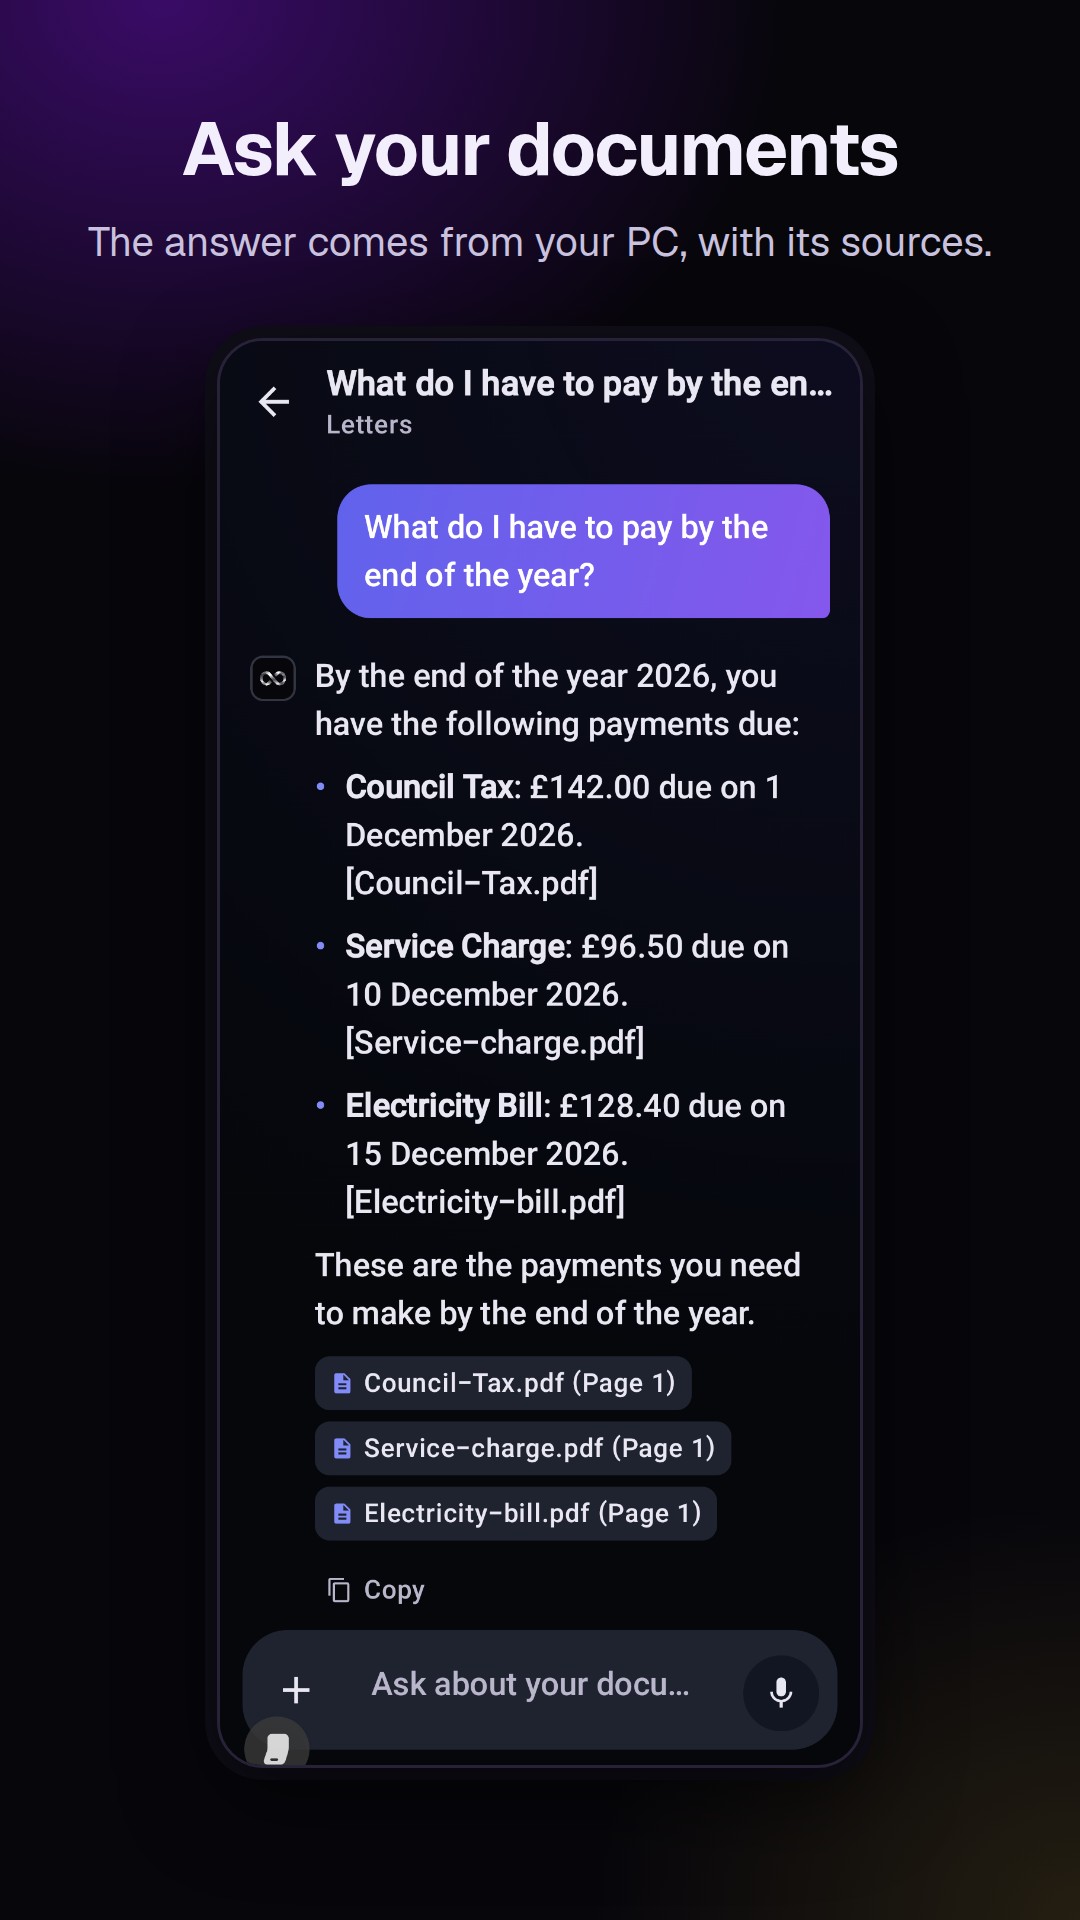 Ask your documents
The answer comes from your PC, with its sources.
What do I have to pay by the en...
Letters
What do I have to pay by the
end of the year?
By the end of the year 2026, you
have the following payments due:
• Council Tax: £142.00 due on 1
December 2026.
[Council-Tax.pdf]
• Service Charge: £96.50 due on
10 December 2026.
[Service-charge.pdf]
• Electricity Bill: £128.40 due on
15 December 2026.
[Electricity-bill.pdf]
These are the payments you need
to make by the end of the year.
Council-Tax.pdf (Page 1)
Service-charge.pdf (Page 1)
Electricity-bill.pdf (Page 1)
Copy
Ask about your docu...